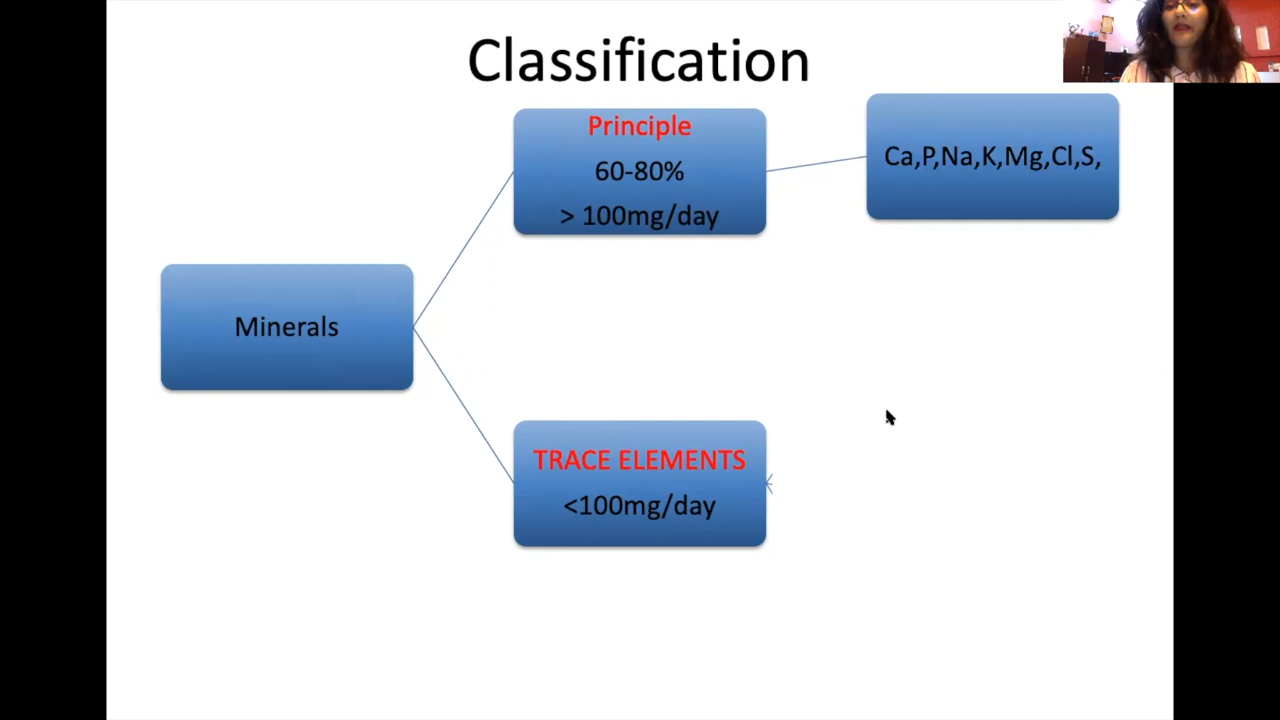 Classification
Principle
60-80%
> 100mg/day
Ca,P,Na,K,Mg,Cl,S,
Minerals
TRACE ELEMENTS
<100mg/day